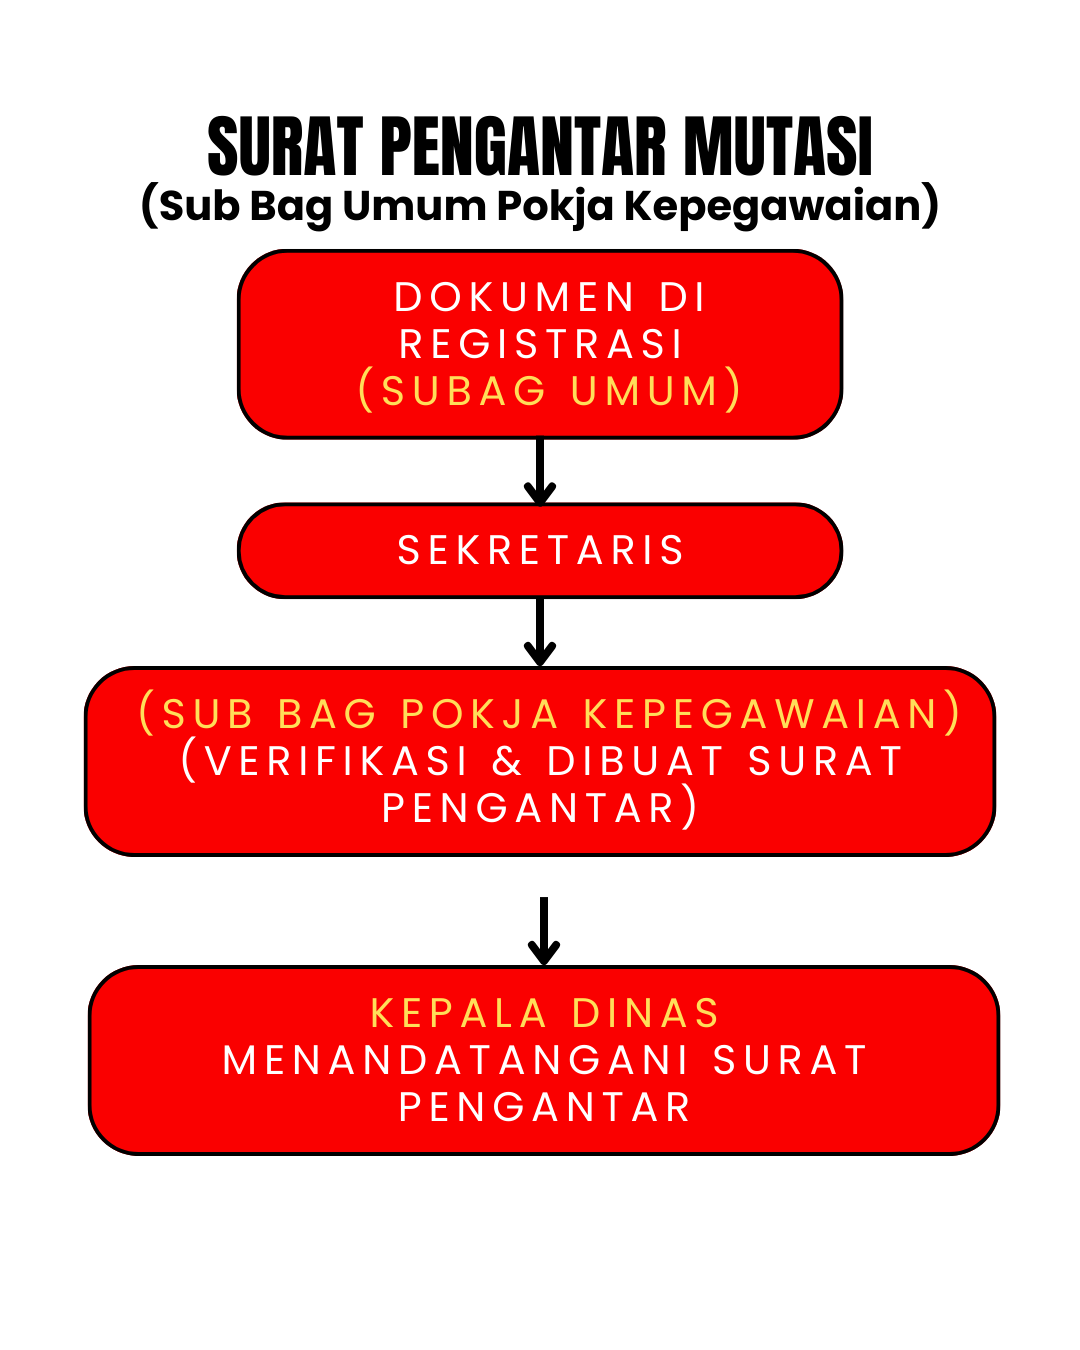 SURAT PENGANTAR MUTASI
(Sub Bag Umum Pokja Kepegawaian)
DOKUMEN DI
REGISTRASI
(SUBAG UMUM)
SEKRETARIS
(SUB BAG POKJA KEPEGAWAIAN)
(VERIFIKASI & DIBUAT SURAT
PENGANTAR)
KEPALA DINAS
MENANDATANGANI SURAT
PENGANTAR